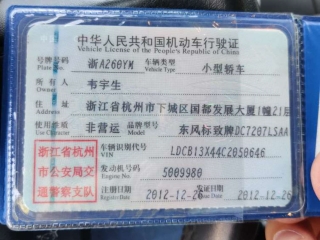 中华人民共和国机动车行驶证
Vehicle License of the People's Republic of China
号牌号码 浙A260YM 车辆类型 小型轿车
Plate No. Vehicle Type
所有人 韦宇生
Owner
住址 浙江省杭州市下城区国都发展大厦1幢21层
Address
使用性质 非营运 品牌型号 东风标致牌DC7207LSAA
Use Character Model
浙江省杭州
市公安局交
通警察支队
车辆识别代号 LDCB13X44C2050646
VIN
发动机号码 5009980
Engine No.
注册日期 2012-12-26 发证日期 2012-12-26
Register Date Issue Date